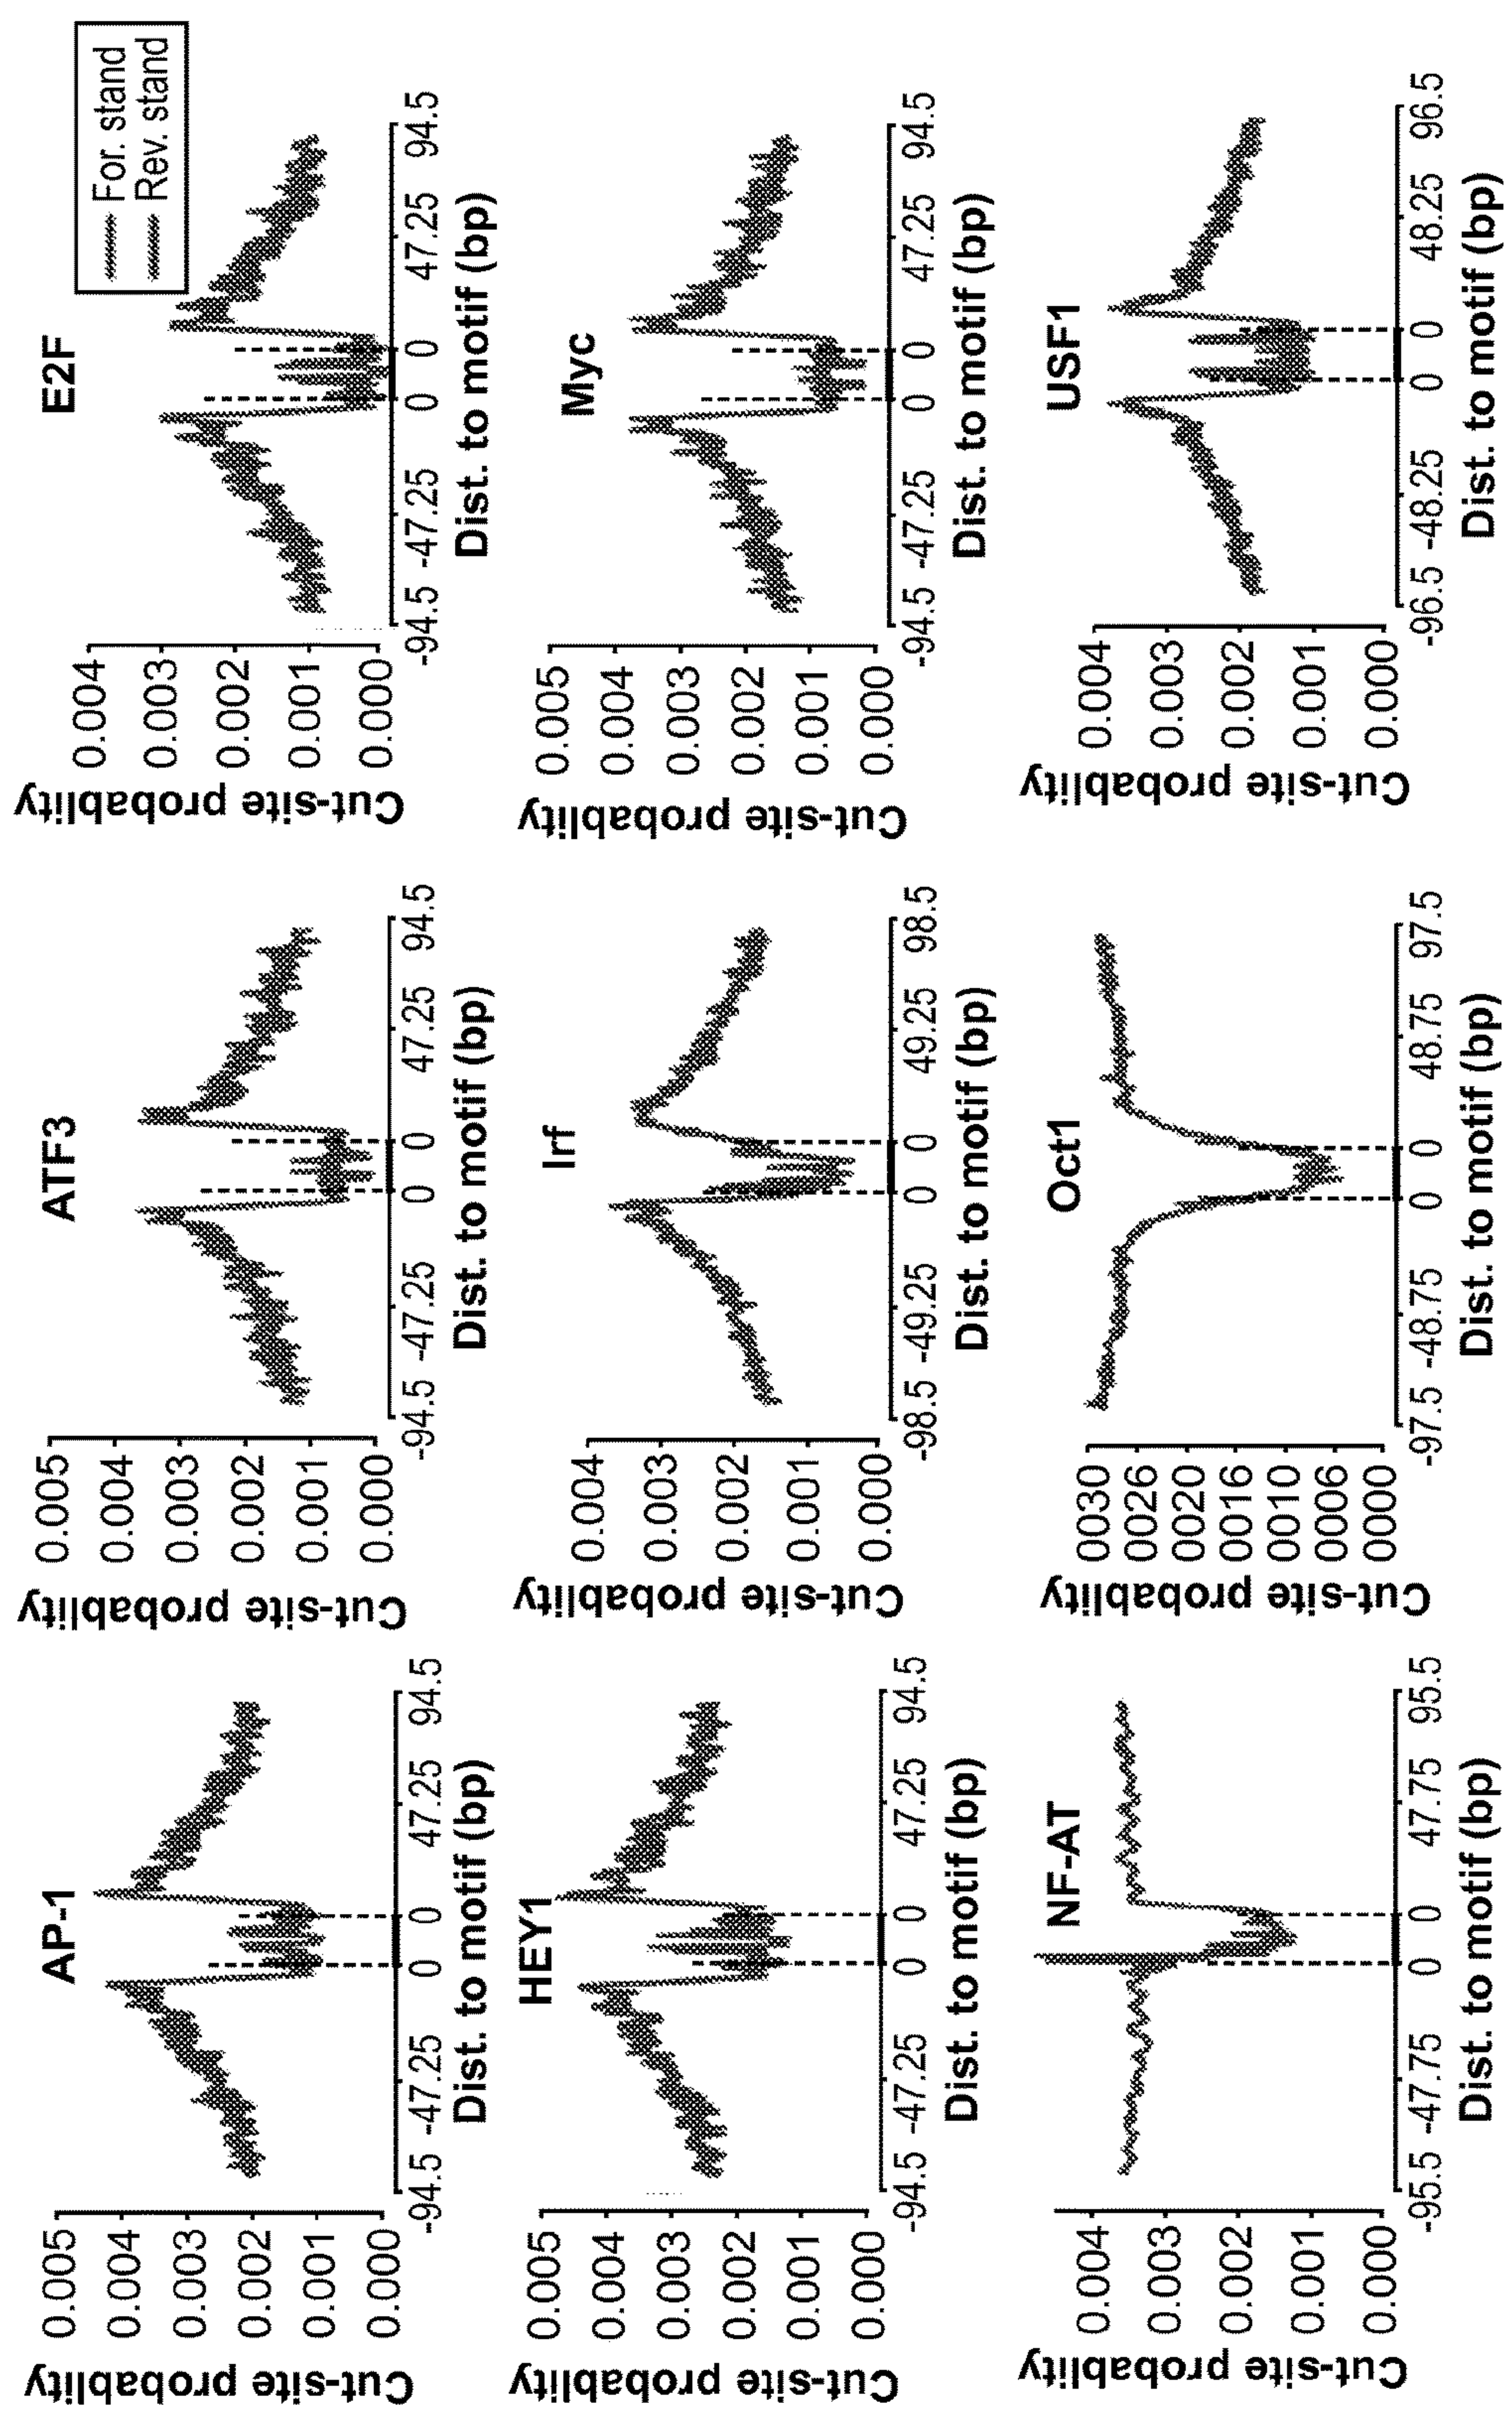 AP-1
Cut-site probability
0.005
0.004
0.003
0.002
0.001
0.000
-94.5 -47.25 0 0 47.25 94.5
Dist. to motif (bp)
ATF3
Cut-site probability
0.005
0.004
0.003
0.002
0.001
0.000
-94.5 -47.25 0 0 47.25 94.5
Dist. to motif (bp)
E2F
For. stand
Rev. stand
Cut-site probability
0.004
0.003
0.002
0.001
0.000
-94.5 -47.25 0 0 47.25 94.5
Dist. to motif (bp)
HEY1
Cut-site probability
0.005
0.004
0.003
0.002
0.001
0.000
-94.5 -47.25 0 0 47.25 94.5
Dist. to motif (bp)
Irf
Cut-site probability
0.004
0.003
0.002
0.001
0.000
-98.5 -49.25 0 0 49.25 98.5
Dist. to motif (bp)
Myc
Cut-site probability
0.005
0.004
0.003
0.002
0.001
0.000
-94.5 -47.25 0 0 47.25 94.5
Dist. to motif (bp)
NF-AT
Cut-site probability
0.004
0.003
0.002
0.001
0.000
-95.5 -47.75 0 0 47.75 95.5
Dist. to motif (bp)
Oct1
Cut-site probability
0030
0026
0020
0016
0010
0006
0000
-97.5 -48.75 0 0 48.75 97.5
Dist. to motif (bp)
USF1
Cut-site probability
0.004
0.003
0.002
0.001
0.000
-96.5 -48.25 0 0 48.25 96.5
Dist. to motif (bp)